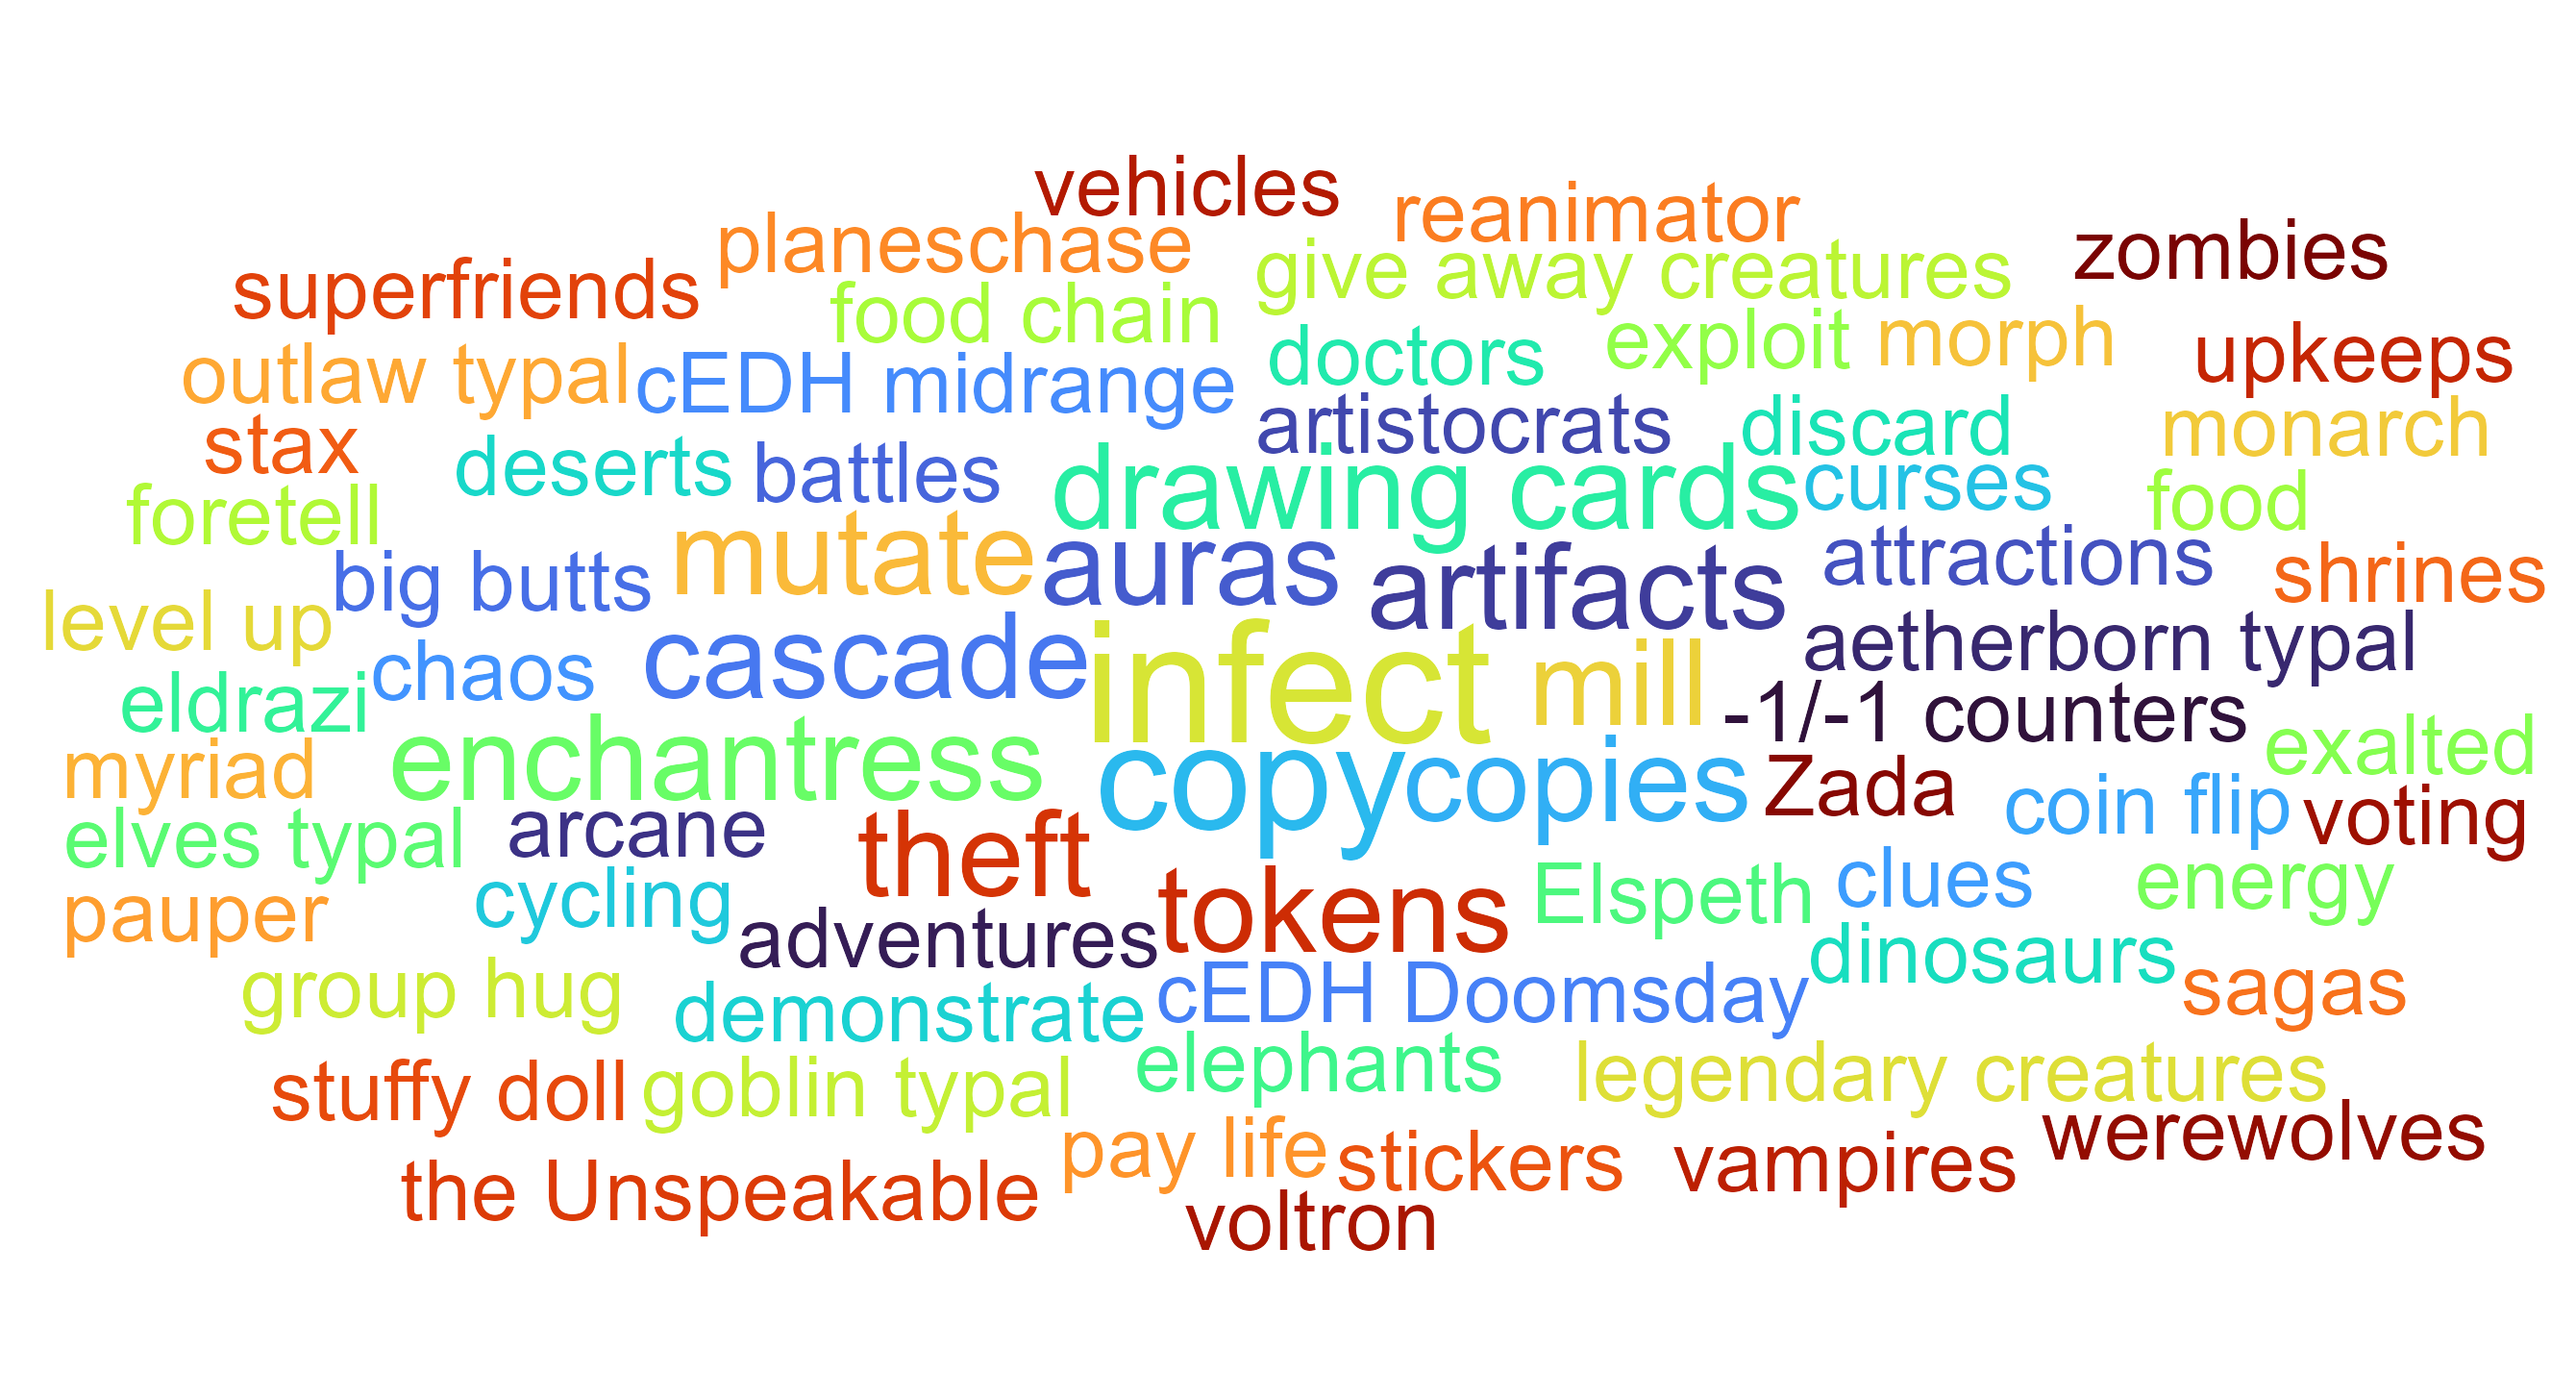 vehicles
reanimator
planeschase
zombies
give away creatures
superfriends
food chain
exploit
morph
doctors
upkeeps
outlaw typal
cEDH midrange
artistocrats
discard
monarch
stax
deserts
battles
drawing cards
curses
food
foretell
mutate
auras
artifacts
attractions
shrines
big butts
level up
cascade
infect
mill
aetherborn typal
chaos
eldrazi
-1/-1 counters
exalted
myriad
enchantress
copy
copies
Zada
coin flip
voting
elves typal
arcane
theft
tokens
Elspeth
clues
energy
pauper
cycling
adventures
dinosaurs
group hug
demonstrate
cEDH Doomsday
sagas
elephants
legendary creatures
stuffy doll
goblin typal
werewolves
pay life
stickers
vampires
the Unspeakable
voltron